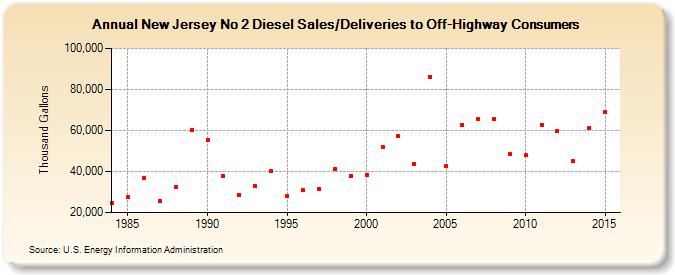 Annual New Jersey No 2 Diesel Sales/Deliveries to Off-Highway Consumers
Thousand Gallons
100,000
80,000
60,000
40,000
20,000
1985 1990 1995 2000 2005 2010 2015
Source: U.S. Energy Information Administration